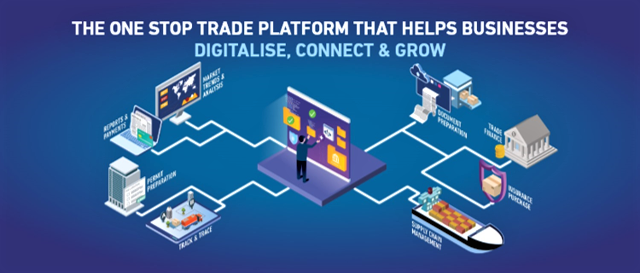 THE ONE STOP TRADE PLATFORM THAT HELPS BUSINESSES
DIGITALISE, CONNECT & GROW
MARKET
TRENDS &
ANALYSIS
REPORTS &
PAYMENTS
PERMIT
PREPARATION
TRACK & TRACE
DOCUMENT
PREPARATION
TRADE
FINANCE
INSURANCE
PURCHASE
SUPPLY CHAIN
MANAGEMENT